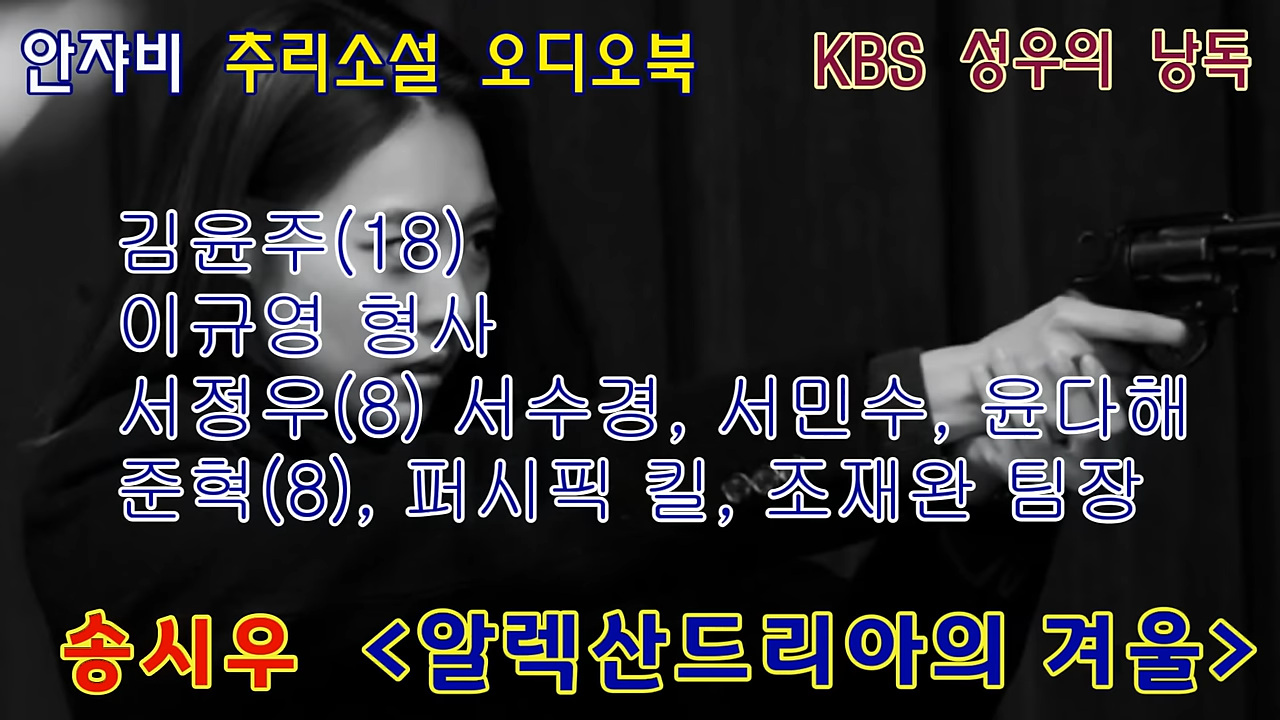 안쟈비 추리소설 오디오북 KBS 성우의 낭독
김윤주(18)
이규영 형사
서정우(8) 서수경, 서민수, 윤다해
준혁(8), 퍼시픽 킬, 조재완 팀장
송시우 <알렉산드리아의 겨울>